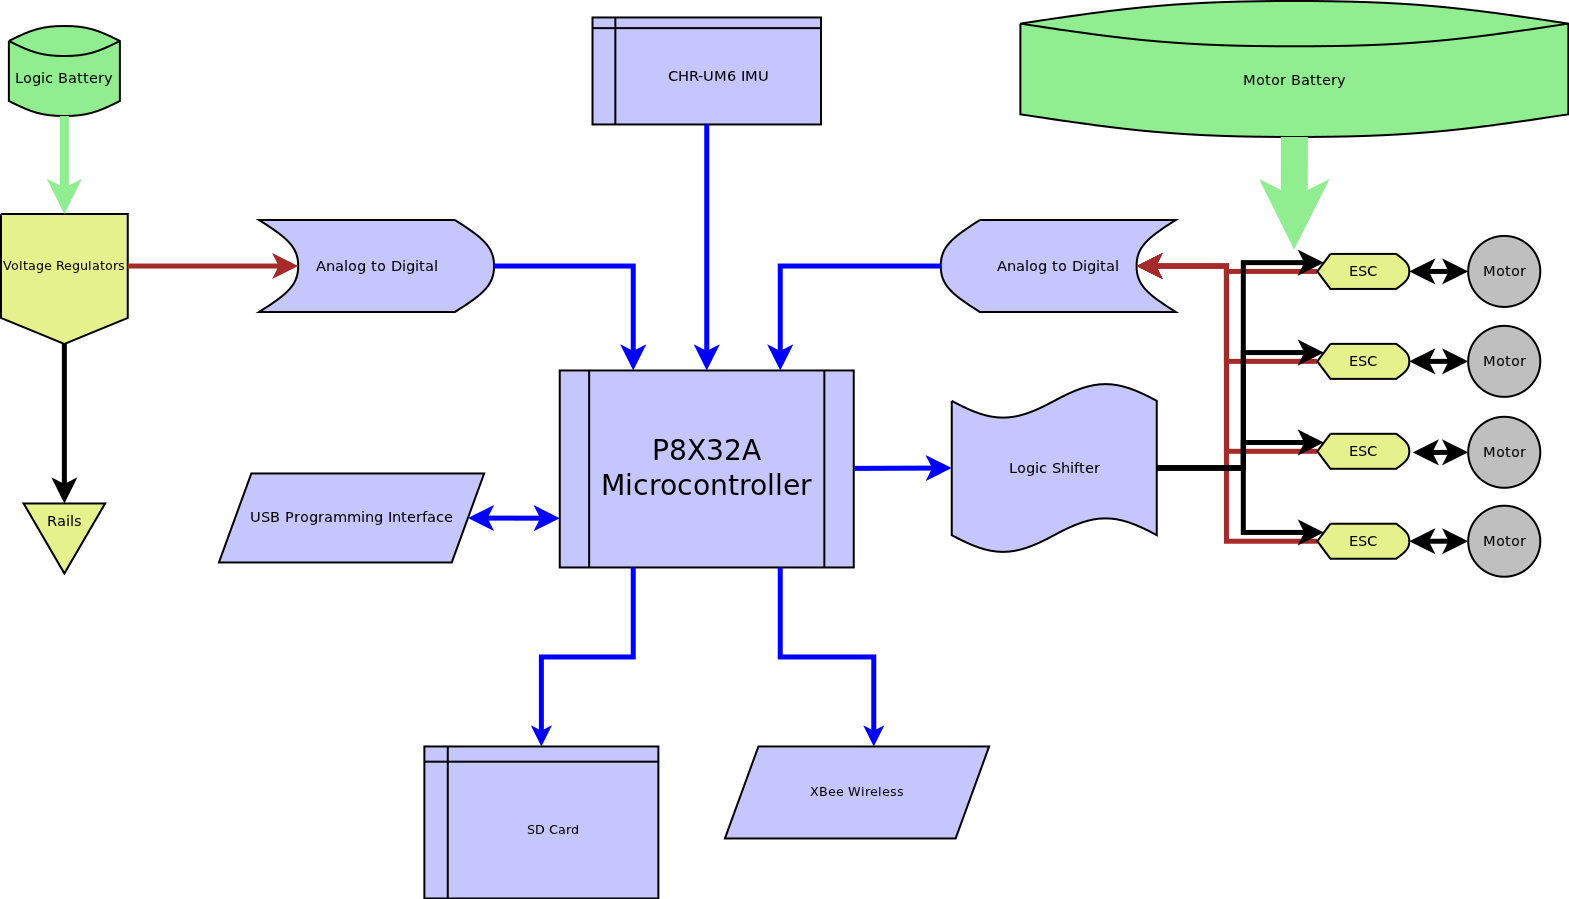 Logic Battery
CHR-UM6 IMU
Motor Battery
Voltage Regulators
Analog to Digital
Analog to Digital
ESC
Motor
ESC
Motor
ESC
Motor
ESC
Motor
P8X32A
Microcontroller
Logic Shifter
USB Programming Interface
Rails
XBee Wireless
SD Card